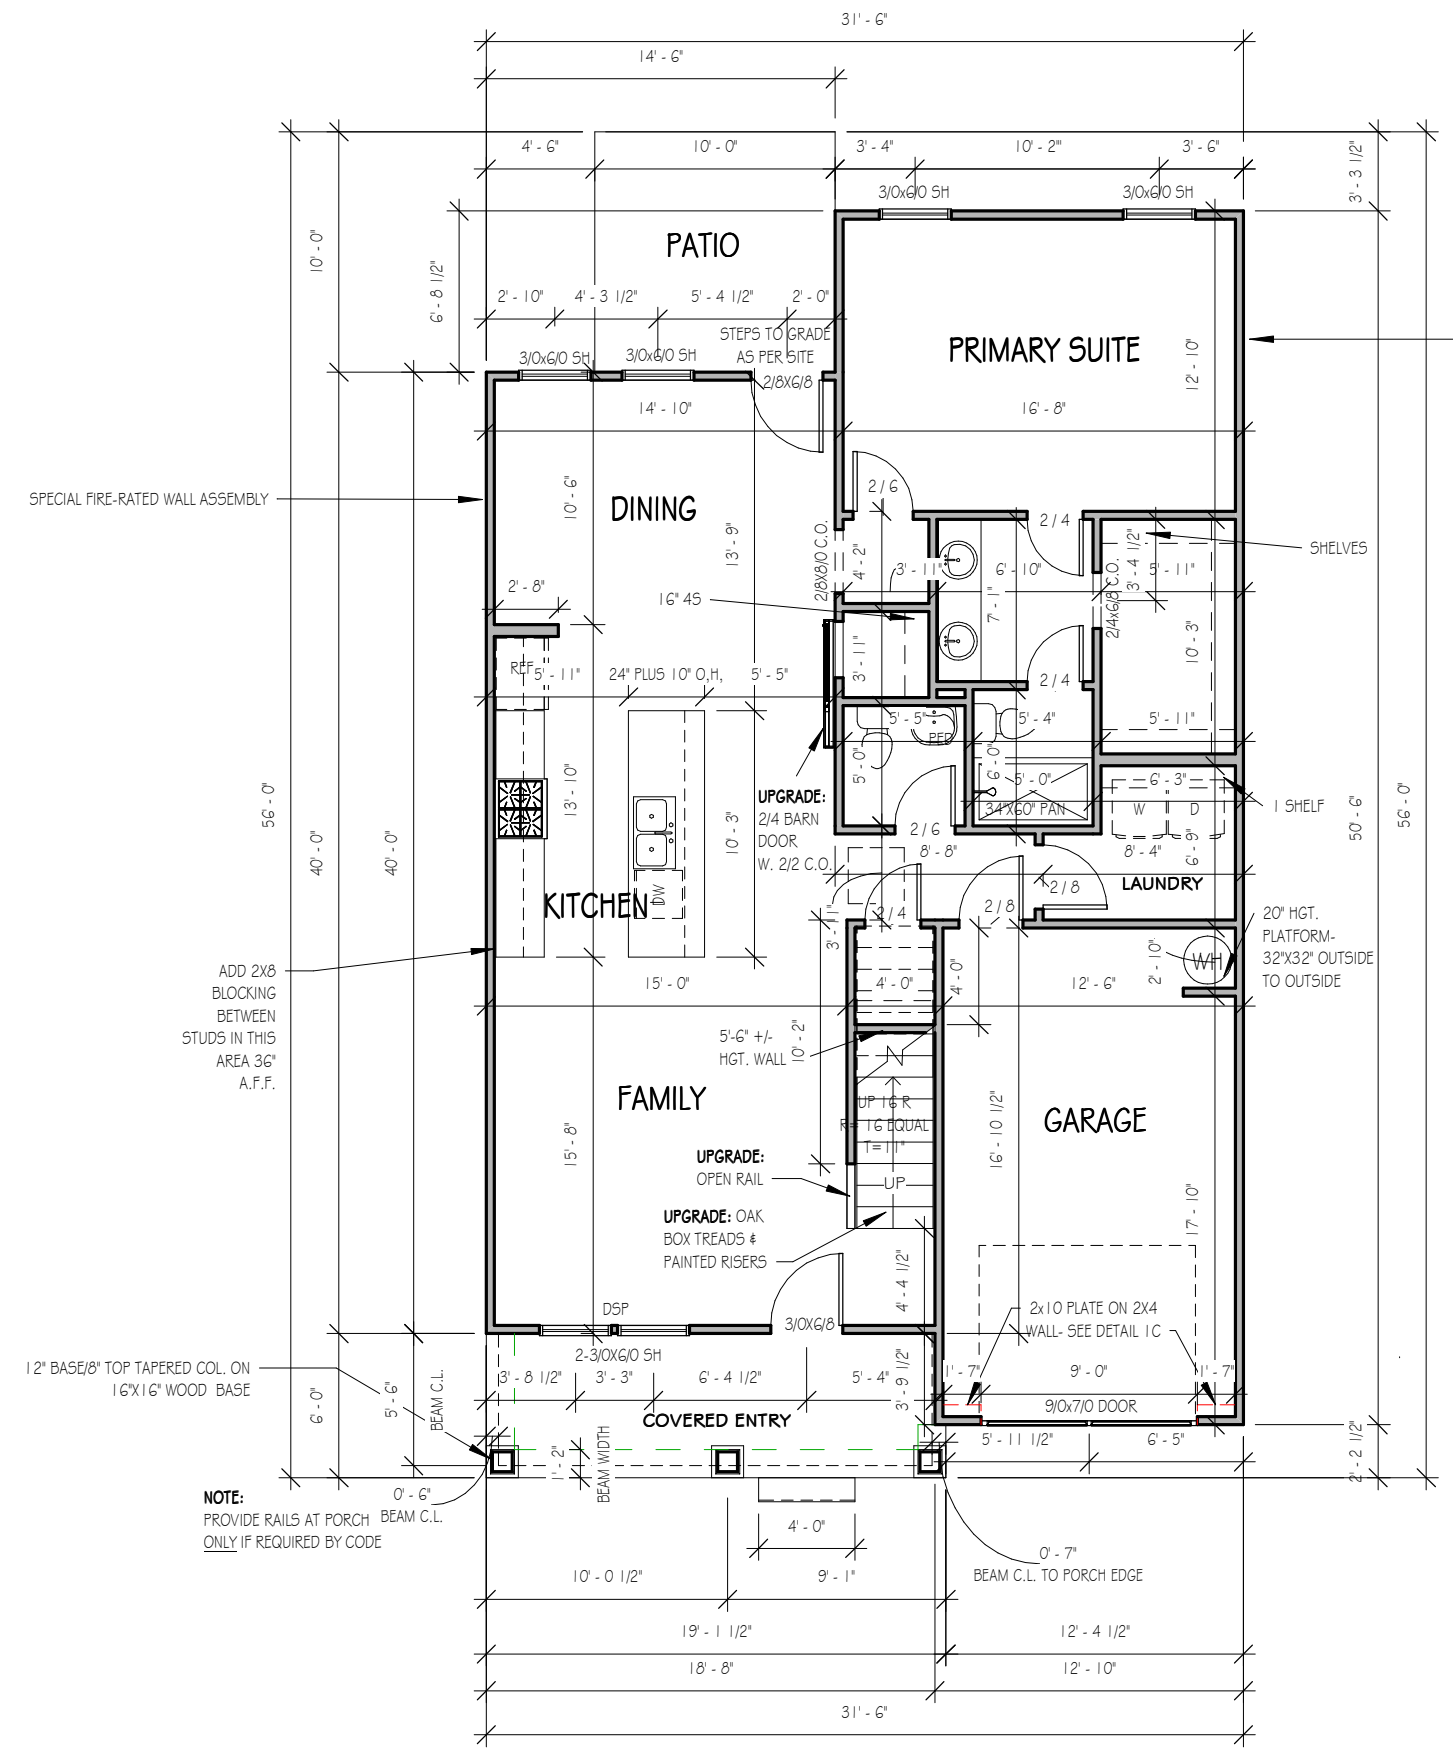 31' - 6"
14' - 6"
4' - 6"
10' - 0"
3' - 4"
10' - 2"
3' - 6"
3' - 3 1/2"
3/0x6/0 SH
3/0x6/0 SH
10' - 0"
6' - 8 1/2"
PATIO
2' - 10"
4' - 3 1/2"
5' - 4 1/2"
2' - 0"
STEPS TO GRADE
AS PER SITE
3/0x6/0 SH
3/0x6/0 SH
2/8X6/8
PRIMARY SUITE
12' - 10"
14' - 10"
16' - 8"
SPECIAL FIRE-RATED WALL ASSEMBLY
10' - 6"
DINING
13' - 9"
2 / 6
2 / 4
2/8X8/0 C.O.
4' - 2"
3' - 11"
6' - 10"
2/4x6/8 C.O.
3' - 4 1/2"
5' - 11"
SHELVES
2' - 8"
16" 4S
7' - 1"
10' - 3"
REF
5' - 11"
24" PLUS 10" O,H,
5' - 5"
3' - 11"
2 / 4
5' - 5"
PED
5' - 4"
5' - 11"
5' - 0"
6' - 0"
5' - 0"
34"X60" PAN
6' - 3"
W
D
1 SHELF
56' - 0"
40' - 0"
40' - 0"
13' - 10"
10' - 3"
UPGRADE:
2/4 BARN
DOOR
W. 2/2 C.O.
2 / 6
8' - 8"
8' - 4"
6' - 9"
50' - 6"
56' - 0"
LAUNDRY
2 / 8
KITCHEN
DW
3' - 11"
2 / 4
2 / 8
20" HGT.
PLATFORM-
32"X32" OUTSIDE
TO OUTSIDE
WH
2' - 10"
ADD 2X8
BLOCKING
BETWEEN
STUDS IN THIS
AREA 36"
A.F.F.
15' - 0"
4' - 0"
4' - 0"
12' - 6"
5'-6" +/-
HGT. WALL
10' - 2"
FAMILY
15' - 8"
UP 16 R
R = 16 EQUAL
T = 11"
UP
GARAGE
16' - 10 1/2"
17' - 10"
UPGRADE:
OPEN RAIL
UPGRADE: OAK
BOX TREADS &
PAINTED RISERS
4' - 4 1/2"
DSP
3/0X6/8
2x10 PLATE ON 2X4
WALL- SEE DETAIL 1C
2-3/0X6/0 SH
12" BASE/8" TOP TAPERED COL. ON
16"X16" WOOD BASE
3' - 8 1/2"
3' - 3"
6' - 4 1/2"
5' - 4"
3' - 9 1/2"
1' - 7"
9' - 0"
1' - 7"
9/0x7/0 DOOR
6' - 0"
5' - 6"
BEAM C.L.
COVERED ENTRY
5' - 11 1/2"
6' - 5"
2' - 2 1/2"
1' - 2"
BEAM WIDTH
NOTE:
PROVIDE RAILS AT PORCH
ONLY IF REQUIRED BY CODE
0' - 6"
BEAM C.L.
4' - 0"
0' - 7"
BEAM C.L. TO PORCH EDGE
10' - 0 1/2"
9' - 1"
19' - 1 1/2"
12' - 4 1/2"
18' - 8"
12' - 10"
31' - 6"